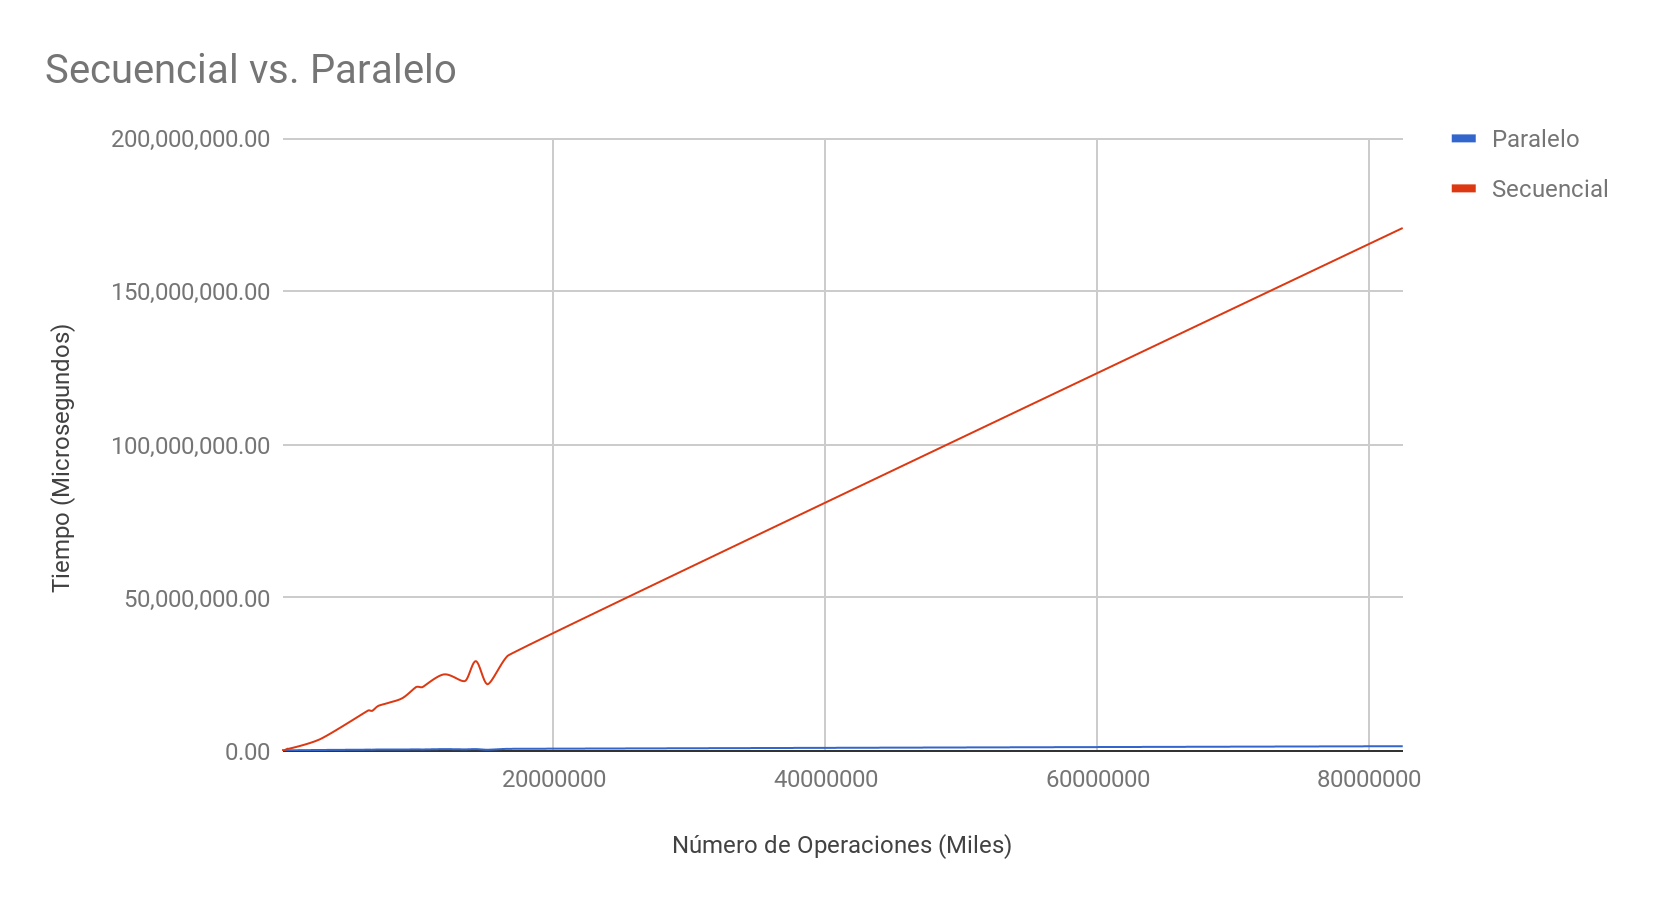 Secuencial vs. Paralelo
200,000,000.00
150,000,000.00
100,000,000.00
50,000,000.00
0.00
Tiempo (Microsegundos)
20000000
40000000
60000000
80000000
Número de Operaciones (Miles)
Paralelo
Secuencial